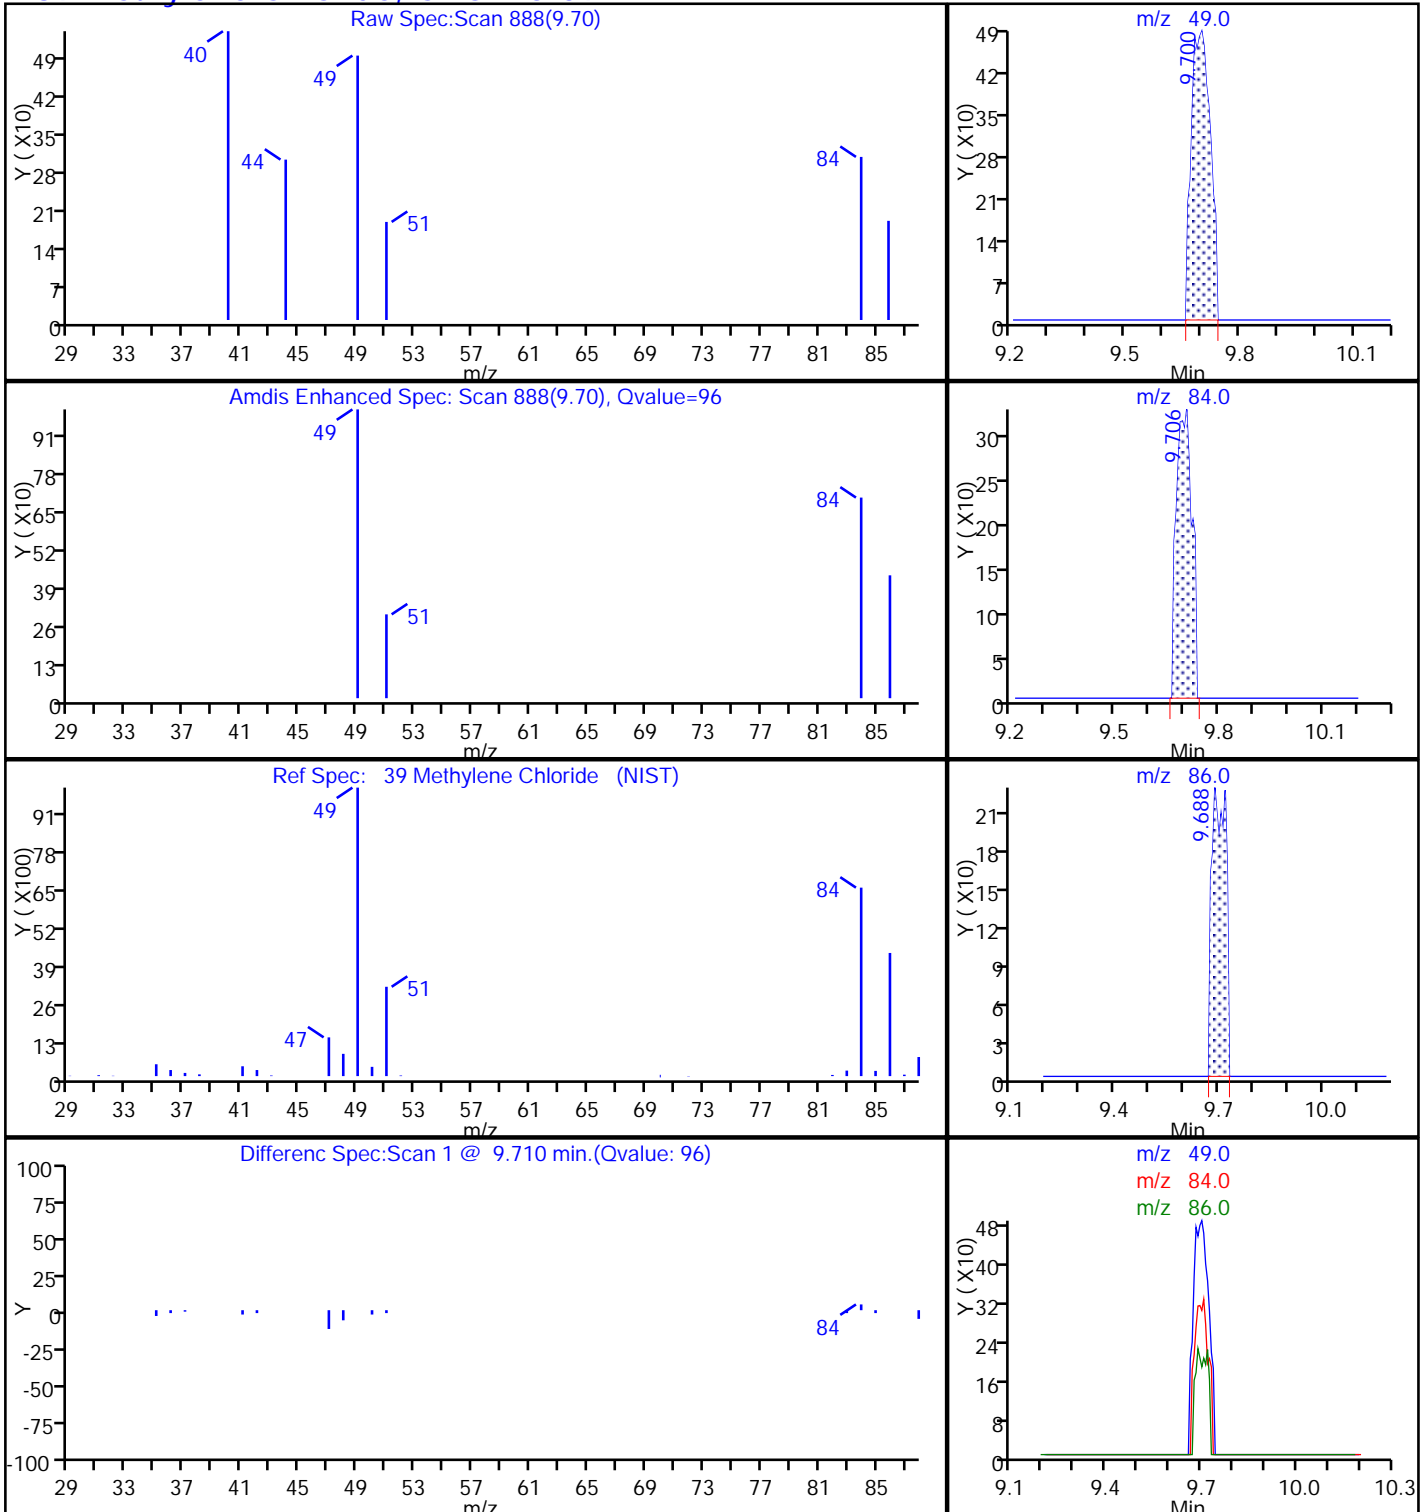 Raw Spec:Scan 888(9.70)
Y ( X10)
49
42
35
28
21
14
7
0
40
44
49
51
84
29 33 37 41 45 49 53 57 61 65 69 73 77 81 85
m/z
m/z 49.0
Y ( X10)
49
42
35
28
21
14
7
0
9.700
9.2 9.5 9.8 10.1
Min
Amdis Enhanced Spec: Scan 888(9.70), Qvalue=96
Y ( X10)
91
78
65
52
39
26
13
0
49
51
84
29 33 37 41 45 49 53 57 61 65 69 73 77 81 85
m/z
m/z 84.0
Y ( X10)
30
25
20
15
10
5
0
9.706
9.2 9.5 9.8 10.1
Min
Ref Spec: 39 Methylene Chloride (NIST)
Y ( X100)
91
78
65
52
39
26
13
0
47
49
51
84
29 33 37 41 45 49 53 57 61 65 69 73 77 81 85
m/z
m/z 86.0
Y ( X10)
21
18
15
12
9
6
3
0
9.688
9.1 9.4 9.7 10.0
Min
Differenc Spec:Scan 1 @ 9.710 min.(Qvalue: 96)
Y
100
75
50
25
0
-25
-50
-75
-100
84
29 33 37 41 45 49 53 57 61 65 69 73 77 81 85
m/z
m/z 49.0
m/z 84.0
m/z 86.0
Y ( X10)
48
40
32
24
16
8
0
9.1 9.4 9.7 10.0 10.3
Min